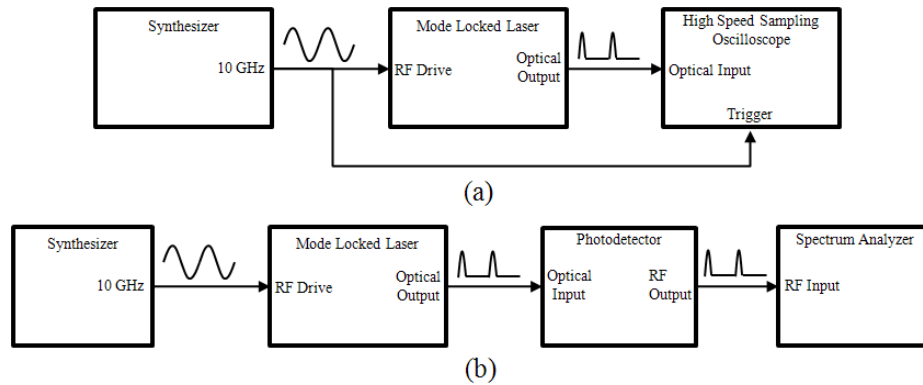 Synthesizer
10 GHz
Mode Locked Laser
RF Drive
Optical
Output
High Speed Sampling
Oscilloscope
Optical Input
Trigger
(a)
Synthesizer
10 GHz
Mode Locked Laser
RF Drive
Optical
Output
Photodetector
Optical
Input
RF
Output
Spectrum Analyzer
RF Input
(b)